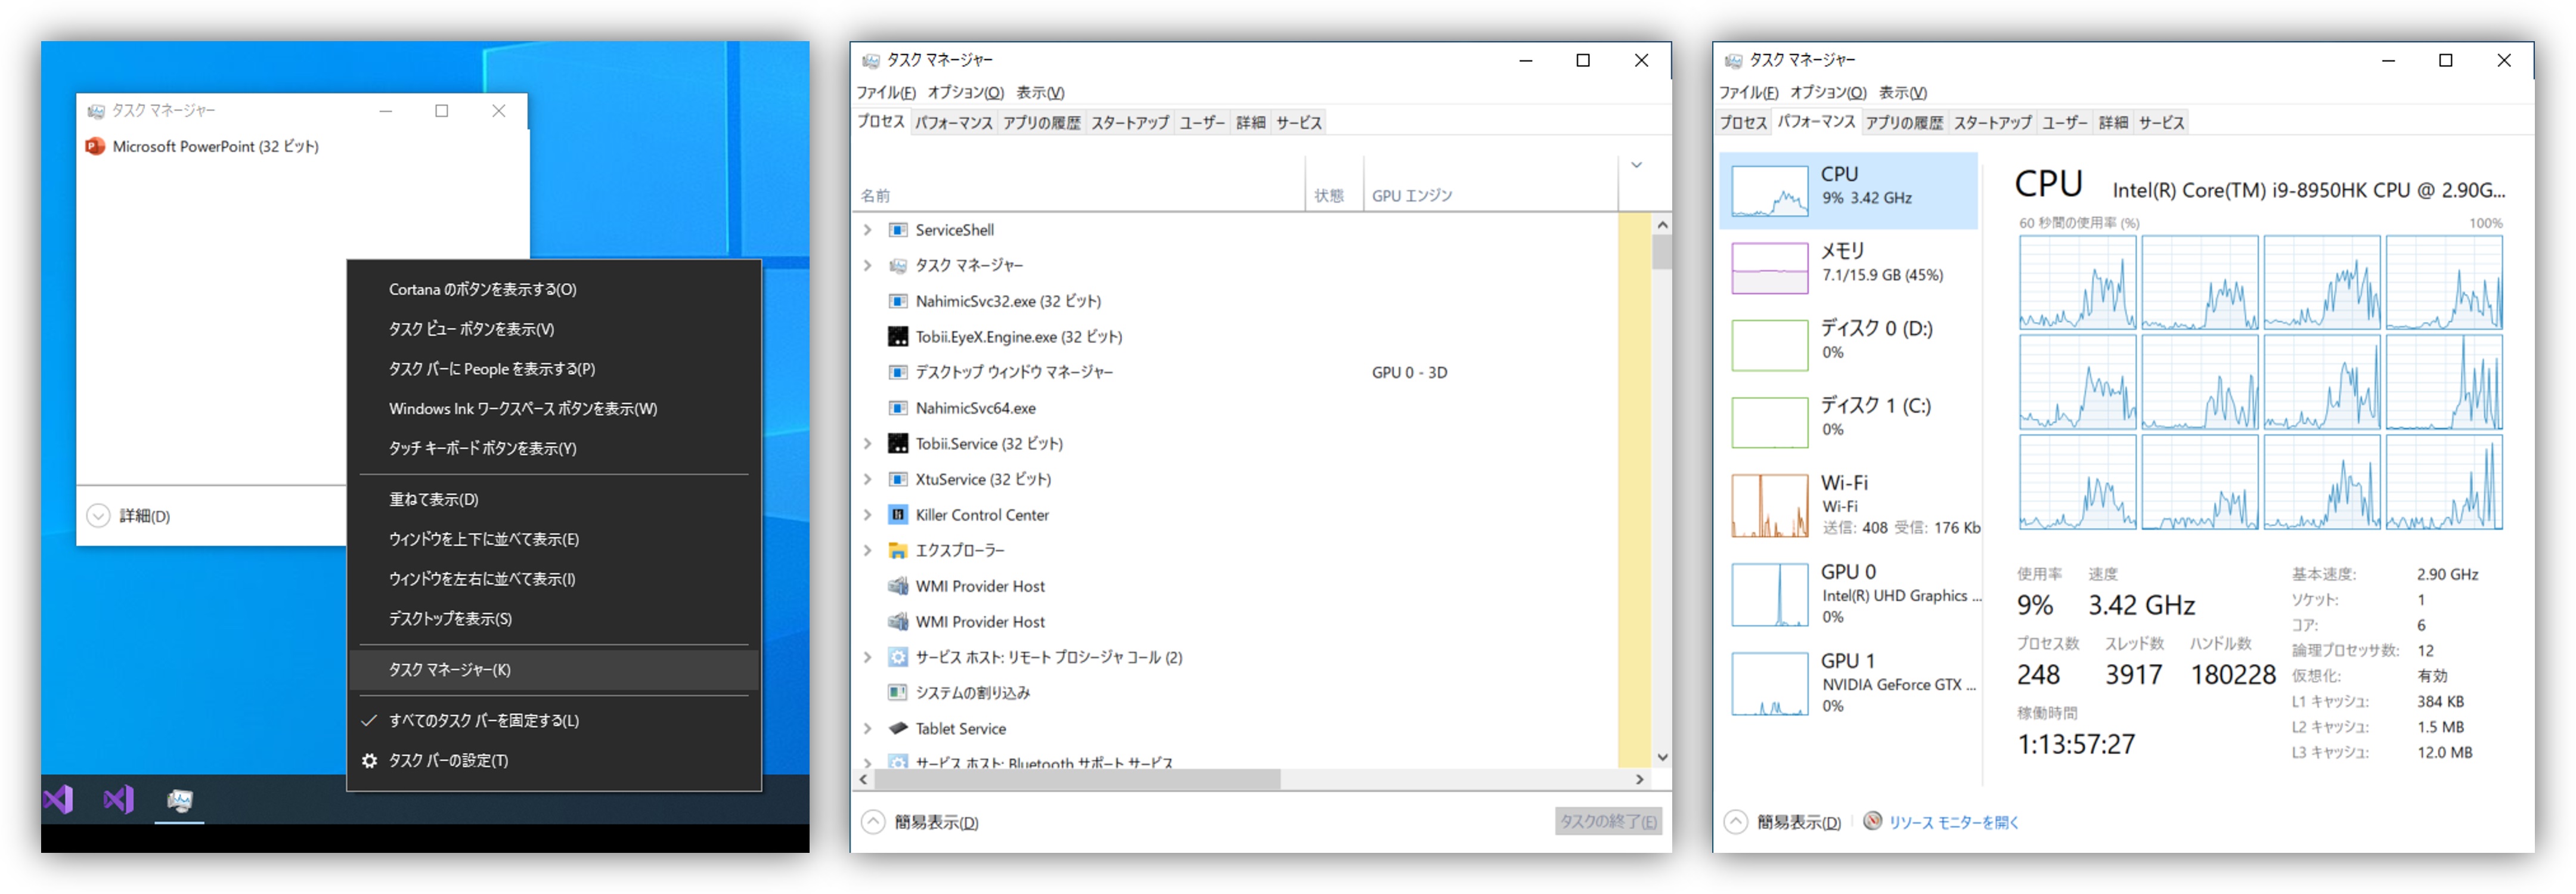 タスク マネージャー
Microsoft PowerPoint (32 ビット)
詳細(D)
Cortana のボタンを表示する(O)
タスク ビュー ボタンを表示(V)
タスク バーに People を表示する(P)
Windows Ink ワークスペース ボタンを表示(W)
タッチ キーボード ボタンを表示(Y)
重ねて表示(D)
ウィンドウを上下に並べて表示(E)
ウィンドウを左右に並べて表示(I)
デスクトップを表示(S)
タスク マネージャー(K)
すべてのタスク バーを固定する(L)
タスク バーの設定(T)
タスク マネージャー
ファイル(F) オプション(O) 表示(V)
プロセス パフォーマンス アプリの履歴 スタートアップ ユーザー 詳細 サービス
名前 状態 GPU エンジン
ServiceShell
タスク マネージャー
NahimicSvc32.exe (32 ビット)
Tobii.EyeX.Engine.exe (32 ビット)
デスクトップ ウィンドウ マネージャー GPU 0 - 3D
NahimicSvc64.exe
Tobii.Service (32 ビット)
XtuService (32 ビット)
Killer Control Center
エクスプローラー
WMI Provider Host
WMI Provider Host
サービス ホスト: リモート プロシージャ コール (2)
システムの割り込み
Tablet Service
サービス ホスト: Bluetooth サポート サービス
簡易表示(D) タスクの終了(E)
タスク マネージャー
ファイル(F) オプション(O) 表示(V)
プロセス パフォーマンス アプリの履歴 スタートアップ ユーザー 詳細 サービス
CPU
9% 3.42 GHz
メモリ
7.1/15.9 GB (45%)
ディスク 0 (D:)
0%
ディスク 1 (C:)
0%
Wi-Fi
Wi-Fi
送信: 408 受信: 176 Kb
GPU 0
Intel(R) UHD Graphics ...
0%
GPU 1
NVIDIA GeForce GTX ...
0%
CPU Intel(R) Core(TM) i9-8950HK CPU @ 2.90G...
60 秒間の使用率 (%) 100%
使用率 速度
9% 3.42 GHz
プロセス数 スレッド数 ハンドル数
248 3917 180228
稼働時間
1:13:57:27
基本速度: 2.90 GHz
ソケット: 1
コア: 6
論理プロセッサ数: 12
仮想化: 有効
L1 キャッシュ: 384 KB
L2 キャッシュ: 1.5 MB
L3 キャッシュ: 12.0 MB
簡易表示(D) リソース モニターを開く